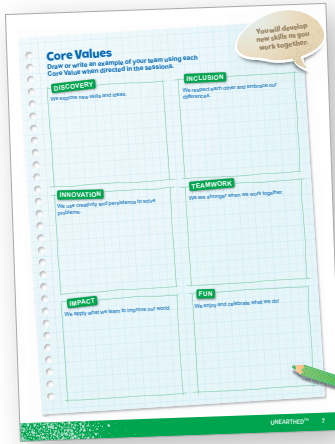 You will develop
new skills as you
work together.
Core Values
Draw or write an example of your team using each
Core Value when directed in the sessions.
DISCOVERY
We explore new skills and ideas.
INCLUSION
We respect each other and embrace our
differences.
INNOVATION
We use creativity and persistence to solve
problems.
TEAMWORK
We are stronger when we work together.
IMPACT
We apply what we learn to improve our world.
FUN
We enjoy and celebrate what we do!
UNEARTHED™ 7